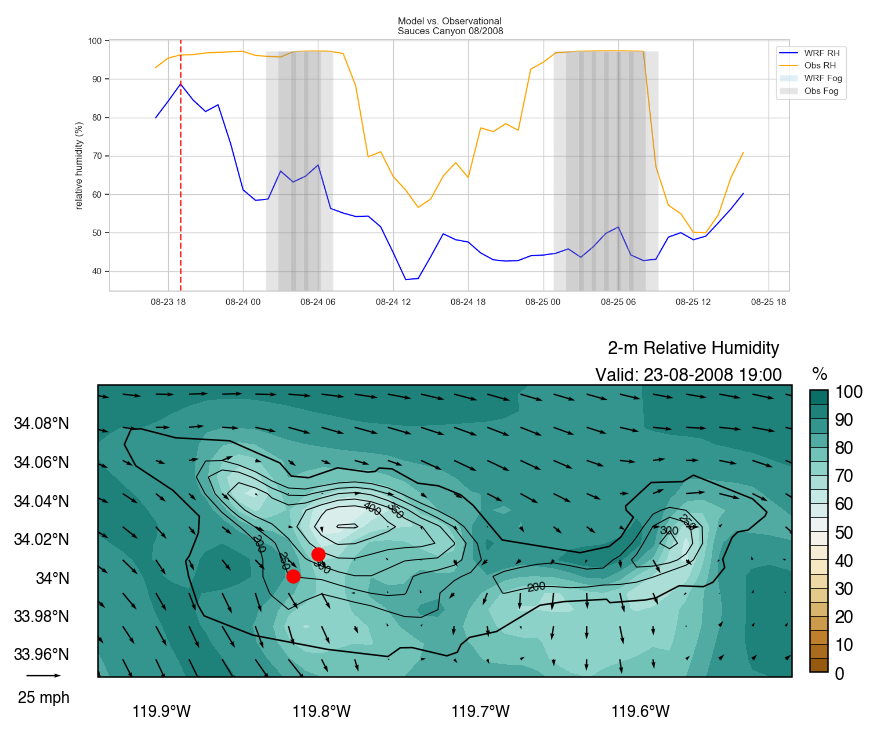 Model vs. Observational
Sauces Canyon 08/2008
100
90
80
70
60
50
40
relative humidity (%)
WRF RH
Obs RH
WRF Fog
Obs Fog
08-23 18
08-24 00
08-24 06
08-24 12
08-24 18
08-25 00
08-25 06
08-25 12
08-25 18
2-m Relative Humidity
Valid: 23-08-2008 19:00
%
34.08°N
34.06°N
34.04°N
34.02°N
34°N
33.98°N
33.96°N
25 mph
119.9°W
119.8°W
119.7°W
119.6°W
400
200
300
200
100
90
80
70
60
50
40
30
20
10
0